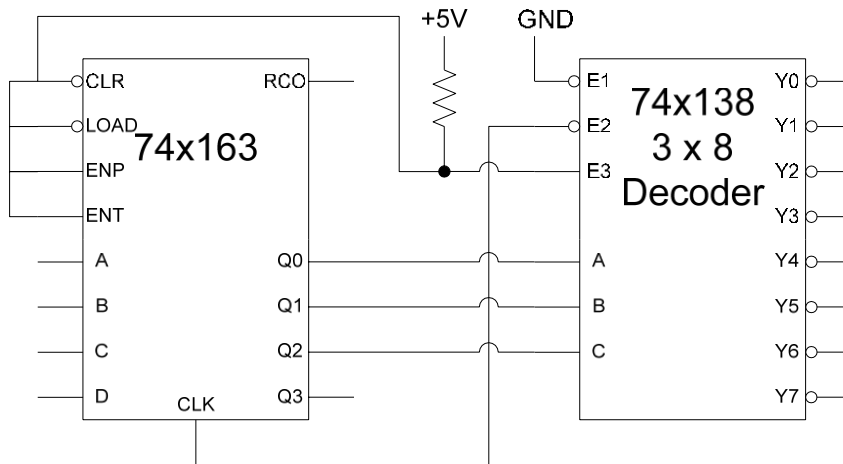 +5V
GND
CLR
LOAD
ENP
ENT
A
B
C
D
74x163
CLK
RCO
Q0
Q1
Q2
Q3
E1
E2
E3
A
B
C
74x138
3 x 8
Decoder
Y0
Y1
Y2
Y3
Y4
Y5
Y6
Y7